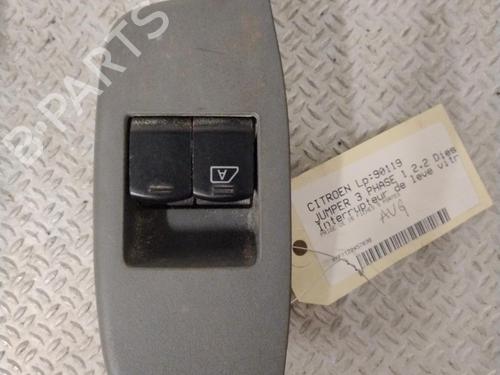 B-PARTS
A
CITROEN Lp:90119
JUMPER 3 PHASE 1 2.2 Dies
Interrupteur de leve vitr
AVG